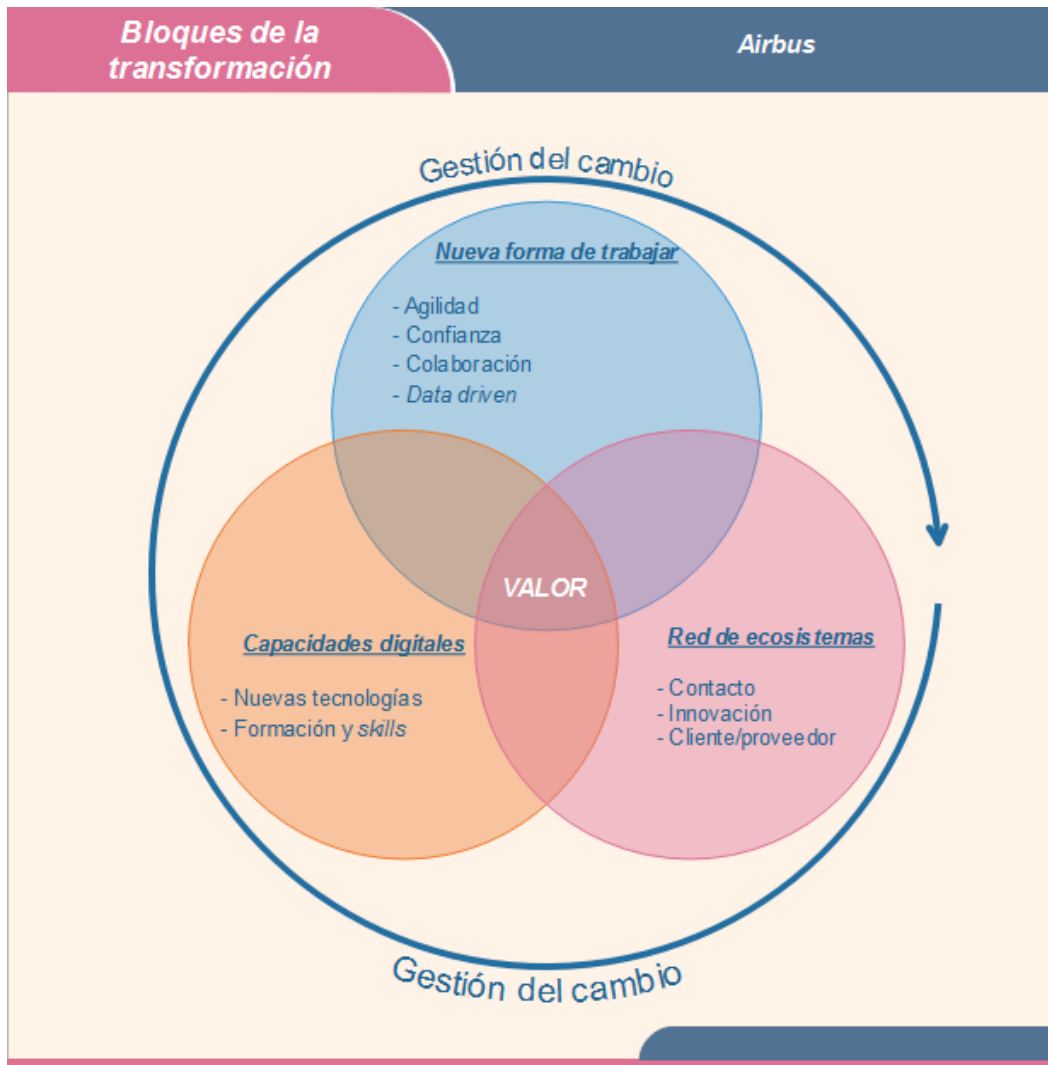 Bloques de la
transformación
Airbus
Gestión del cambio
Nueva forma de trabajar
- Agilidad
- Confianza
- Colaboración
- Data driven
VALOR
Capacidades digitales
- Nuevas tecnologías
- Formación y skills
Red de ecosistemas
- Contacto
- Innovación
- Cliente/proveedor
Gestión del cambio